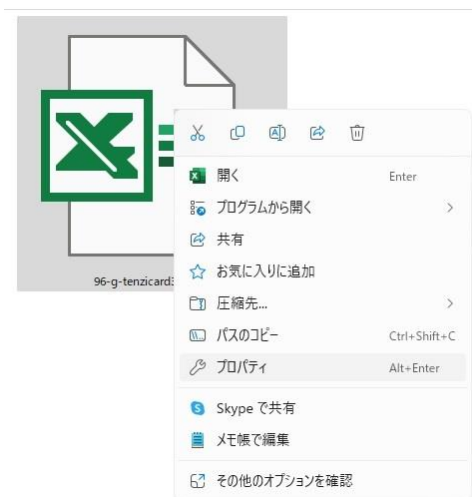 開く Enter
プログラムから開く
共有
お気に入りに追加
96-g-tenzicard
圧縮先...
パスのコピー Ctrl+Shift+C
プロパティ Alt+Enter
Skype で共有
メモ帳で編集
その他のオプションを確認